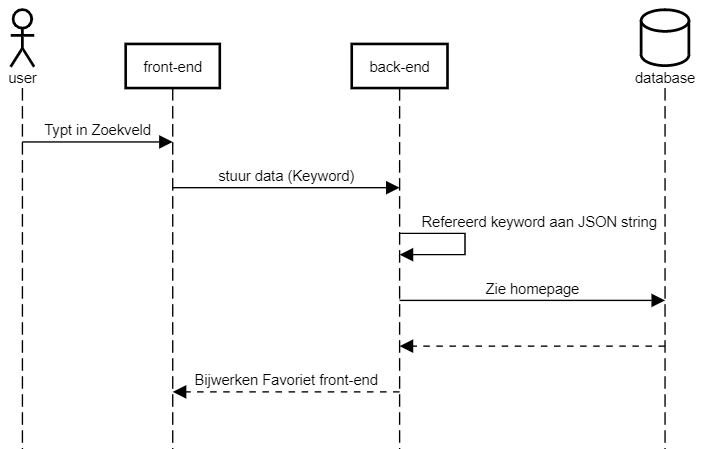 user
front-end
back-end
database
Typt in Zoekveld
stuur data (Keyword)
Refereerd keyword aan JSON string
Zie homepage
Bijwerken Favoriet front-end